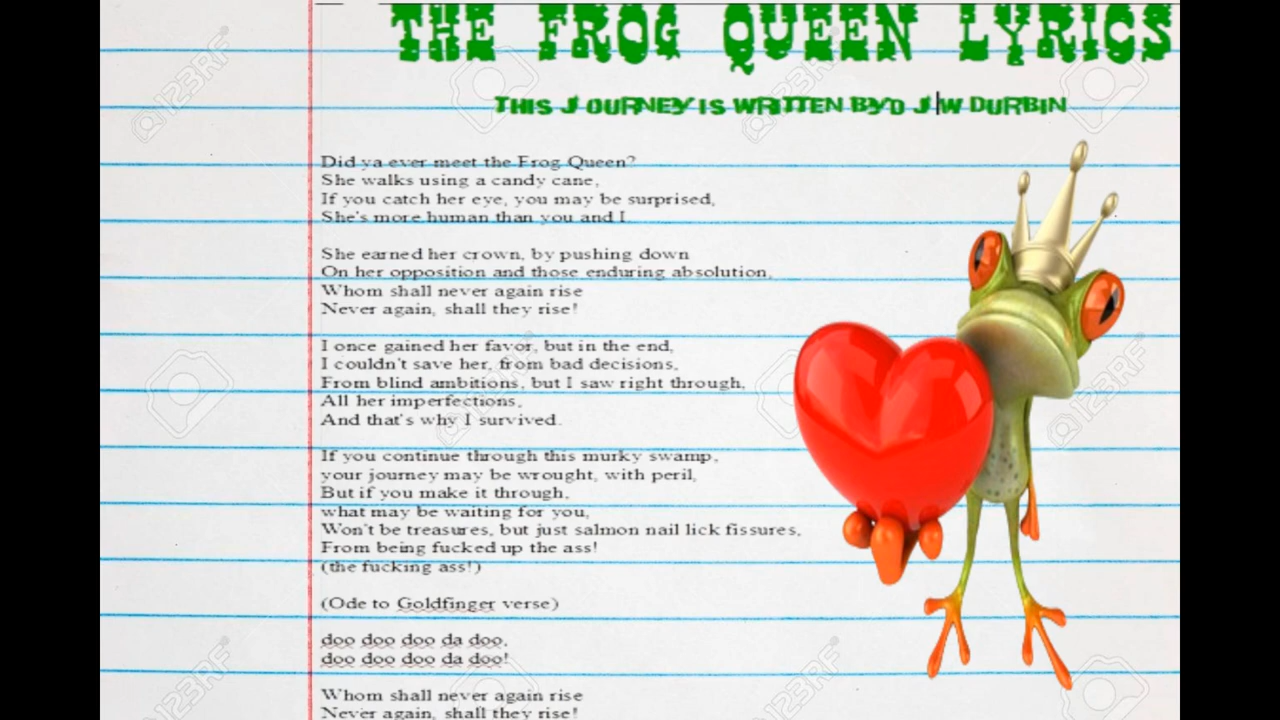 THE FROG QUEEN LYRICS
THIS JOURNEY IS WRITTEN BYD JW DURBIN
Did ya ever meet the Frog Queen?
She walks using a candy cane,
If you catch her eye, you may be surprised,
She's more human than you and I.
She earned her crown, by pushing down
On her opposition and those enduring absolution,
Whom shall never again rise
Never again, shall they rise!
I once gained her favor, but in the end,
I couldn't save her, from bad decisions,
From blind ambitions, but I saw right through,
All her imperfections,
And that's why I survived.
If you continue through this murky swamp,
your journey may be wrought, with peril,
But if you make it through,
what may be waiting for you,
Won't be treasures, but just salmon nail lick fissures,
From being fucked up the ass!
(the fucking ass!)
(Ode to Goldfinger verse)
doo doo doo da doo,
doo doo doo da doo!
Whom shall never again rise
Never again, shall they rise!
123RF